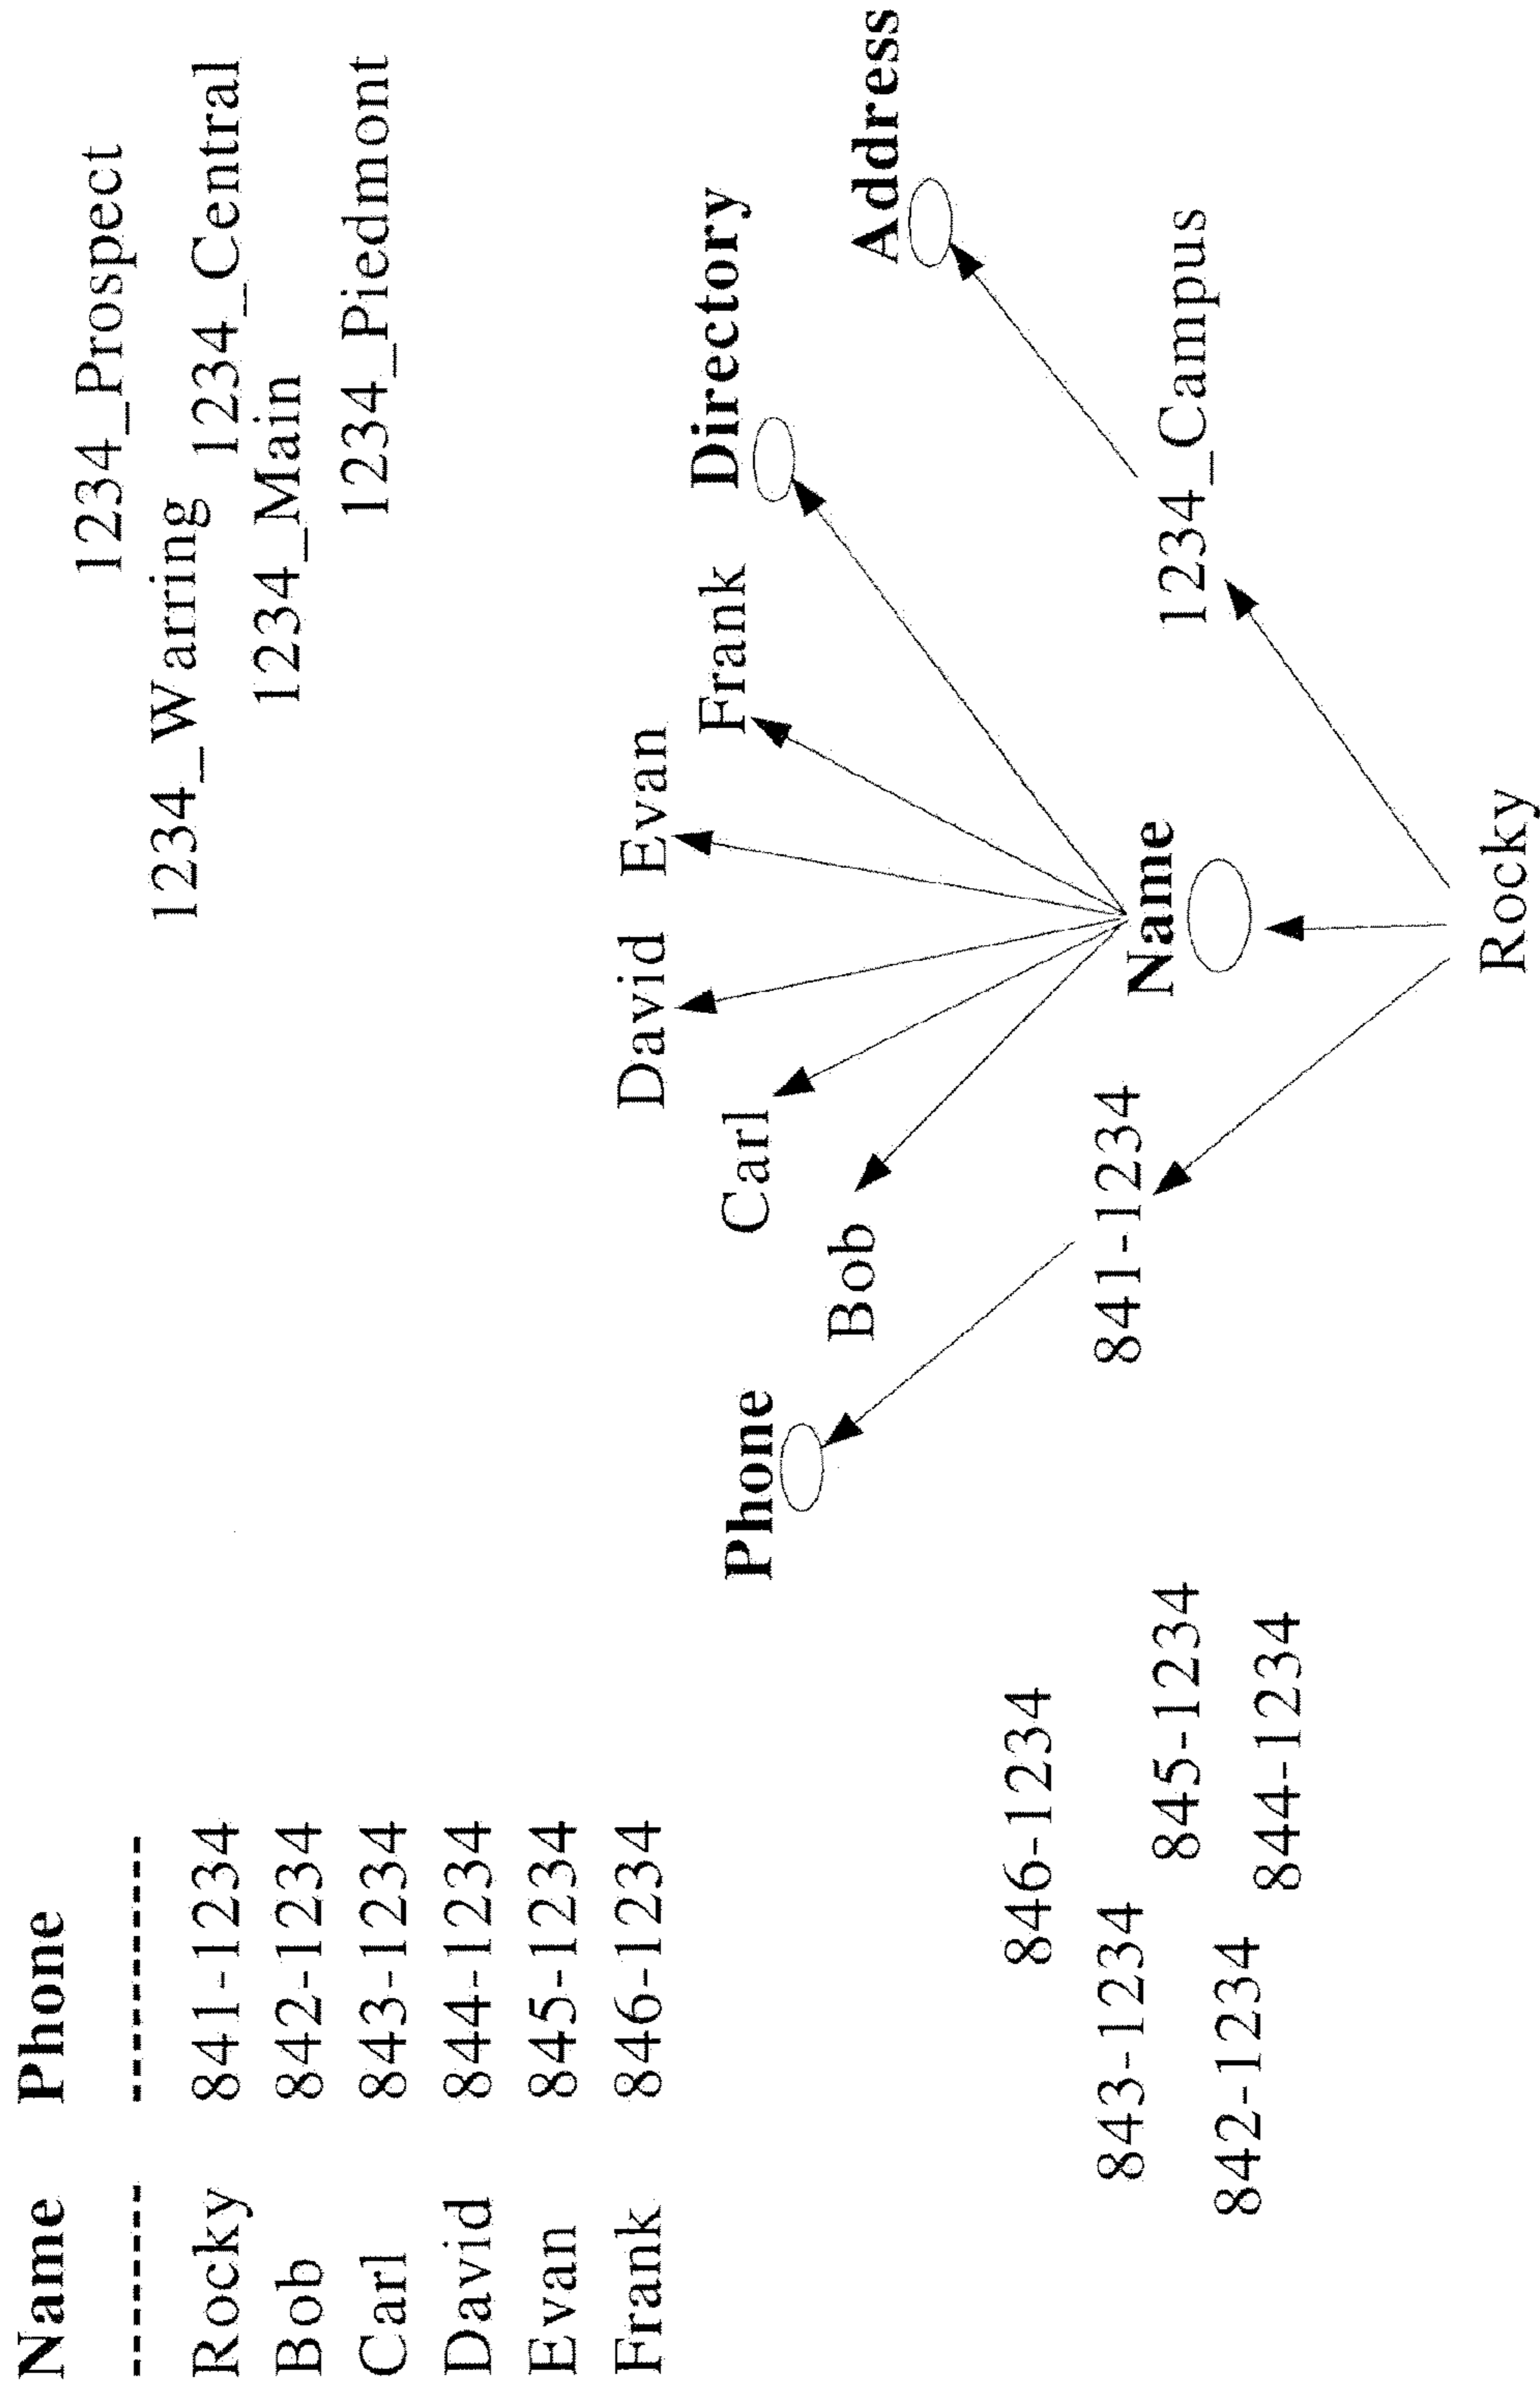 Name Phone
-------- ------------
Rocky 841-1234
Bob 842-1234
Carl 843-1234
David 844-1234
Evan 845-1234
Frank 846-1234
1234_Prospect
1234_Warring
1234_Central
1234_Main
1234_Piedmont
David
Evan
Frank
Directory
Carl
Phone
Bob
Address
846-1234
843-1234
841-1234
Name
1234_Campus
845-1234
842-1234
844-1234
Rocky